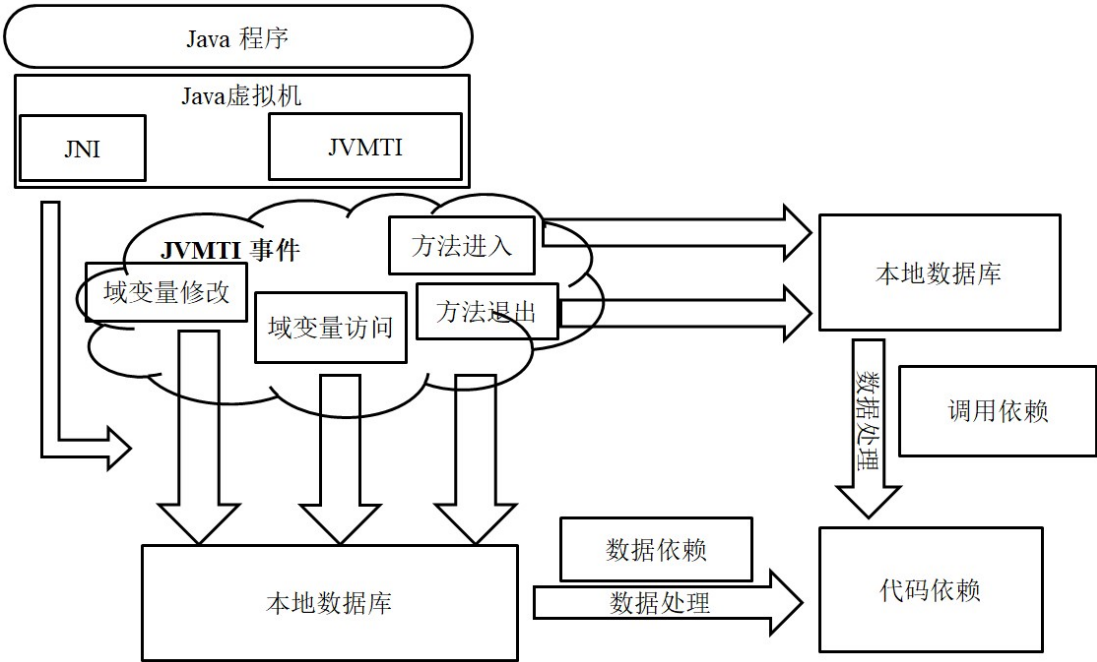 Java 程序
Java虚拟机
JNI
JVMTI
JVMTI 事件
方法进入
域变量修改
域变量访问
方法退出
本地数据库
数据处理
调用依赖
数据依赖
本地数据库
数据处理
代码依赖